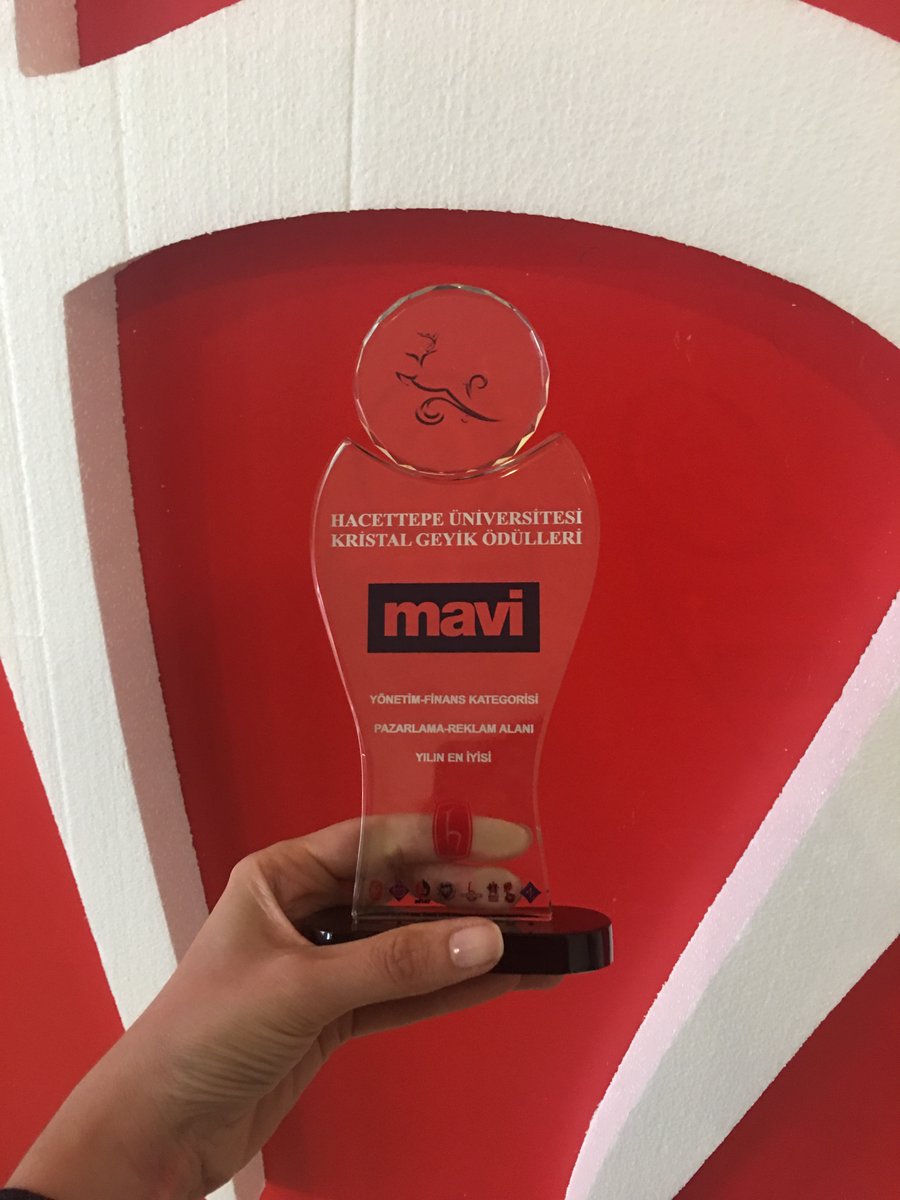 HACETTEPE ÜNİVERSİTESİ
KRİSTAL GEYİK ÖDÜLLERİ
mavi
YÖNETİM-FİNANS KATEGORİSİ
PAZARLAMA-REKLAM ALANI
YILIN EN İYİSİ